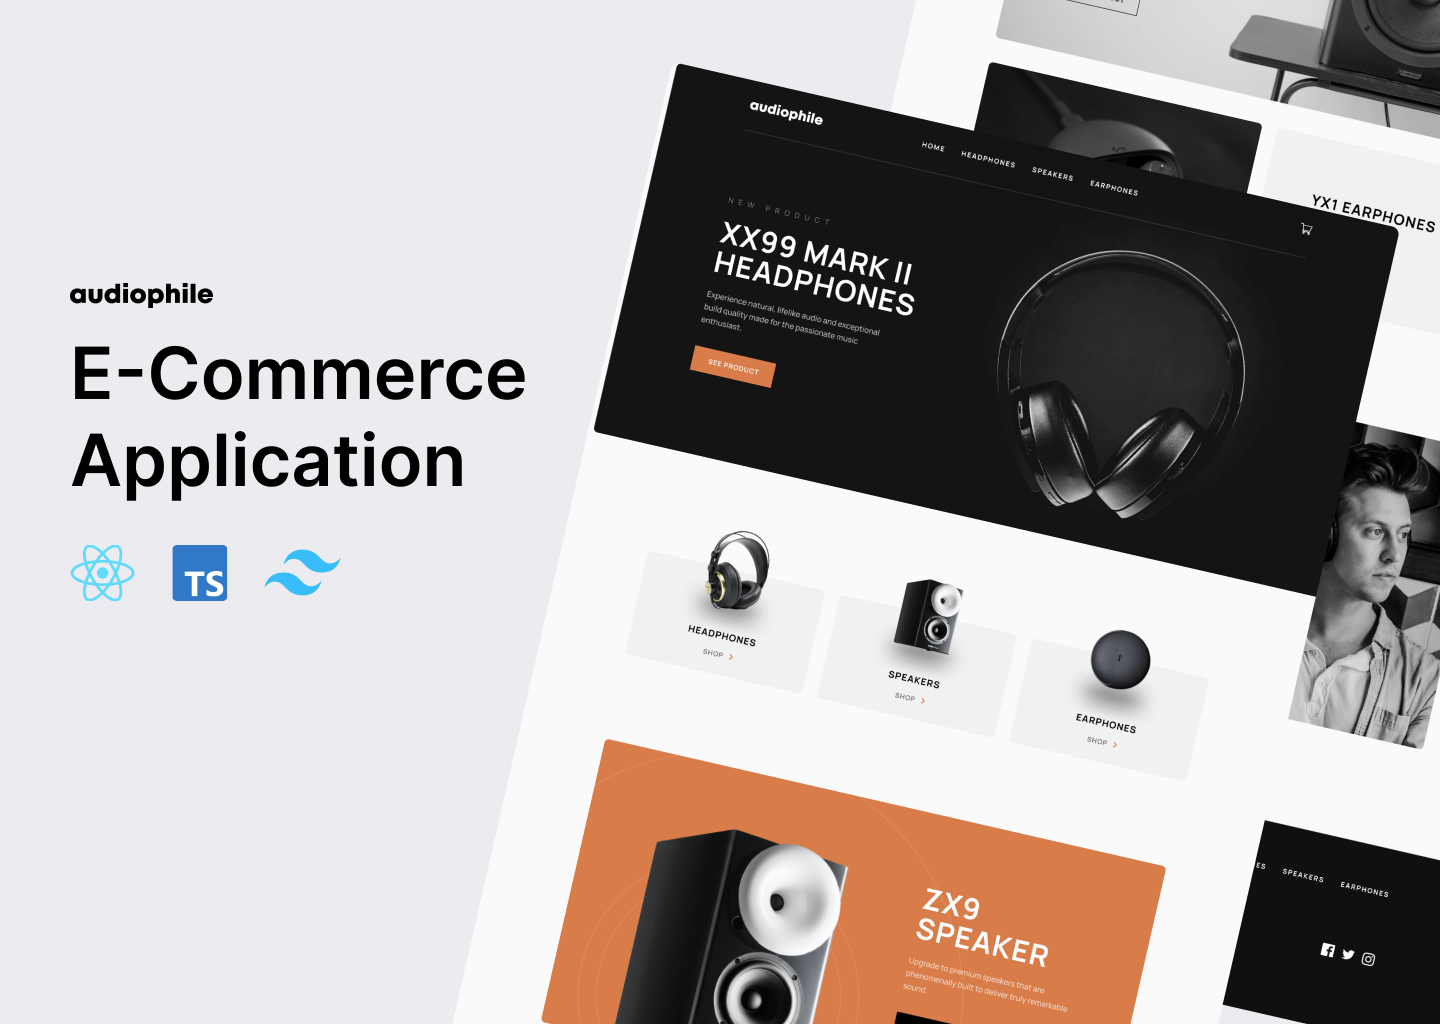 audiophile
E-Commerce
Application
TS
audiophile
HOME HEADPHONES SPEAKERS EARPHONES
NEW PRODUCT
XX99 MARK II
HEADPHONES
Experience natural, lifelike audio and exceptional
build quality made for the passionate music
enthusiast.
SEE PRODUCT
YX1 EARPHONES
HEADPHONES
SHOP
SPEAKERS
SHOP
EARPHONES
SHOP
ZX9
SPEAKER
Upgrade to premium speakers that are
phenomenally built to deliver truly remarkable
sound.
SPEAKERS EARPHONES